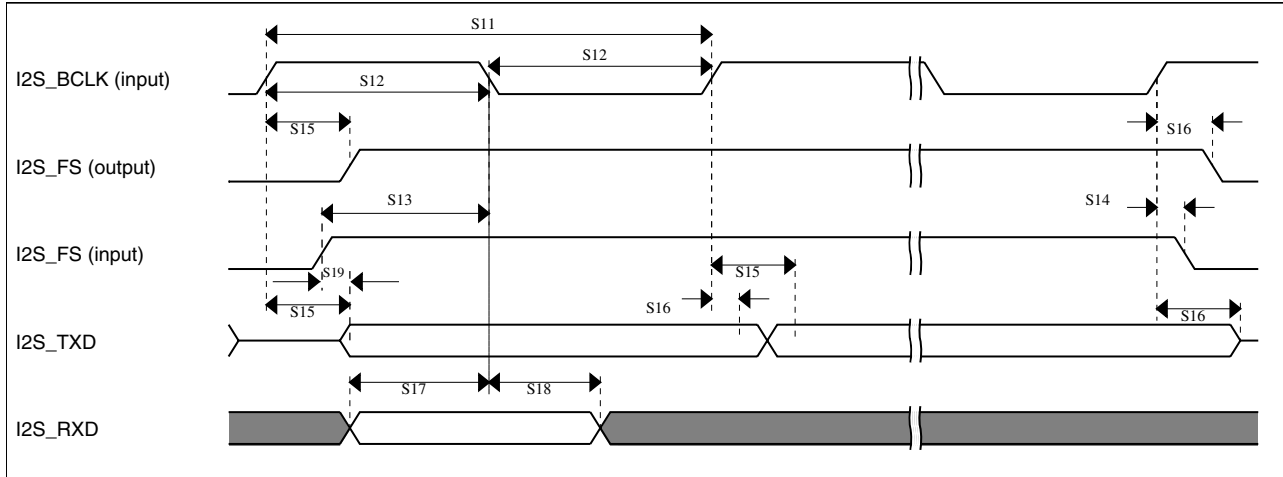 S11
S12
I2S_BCLK (input)
S12
S15
S16
I2S_FS (output)
S13
S14
I2S_FS (input)
S19
S15
S15
S16
S16
I2S_TXD
S17
S18
I2S_RXD